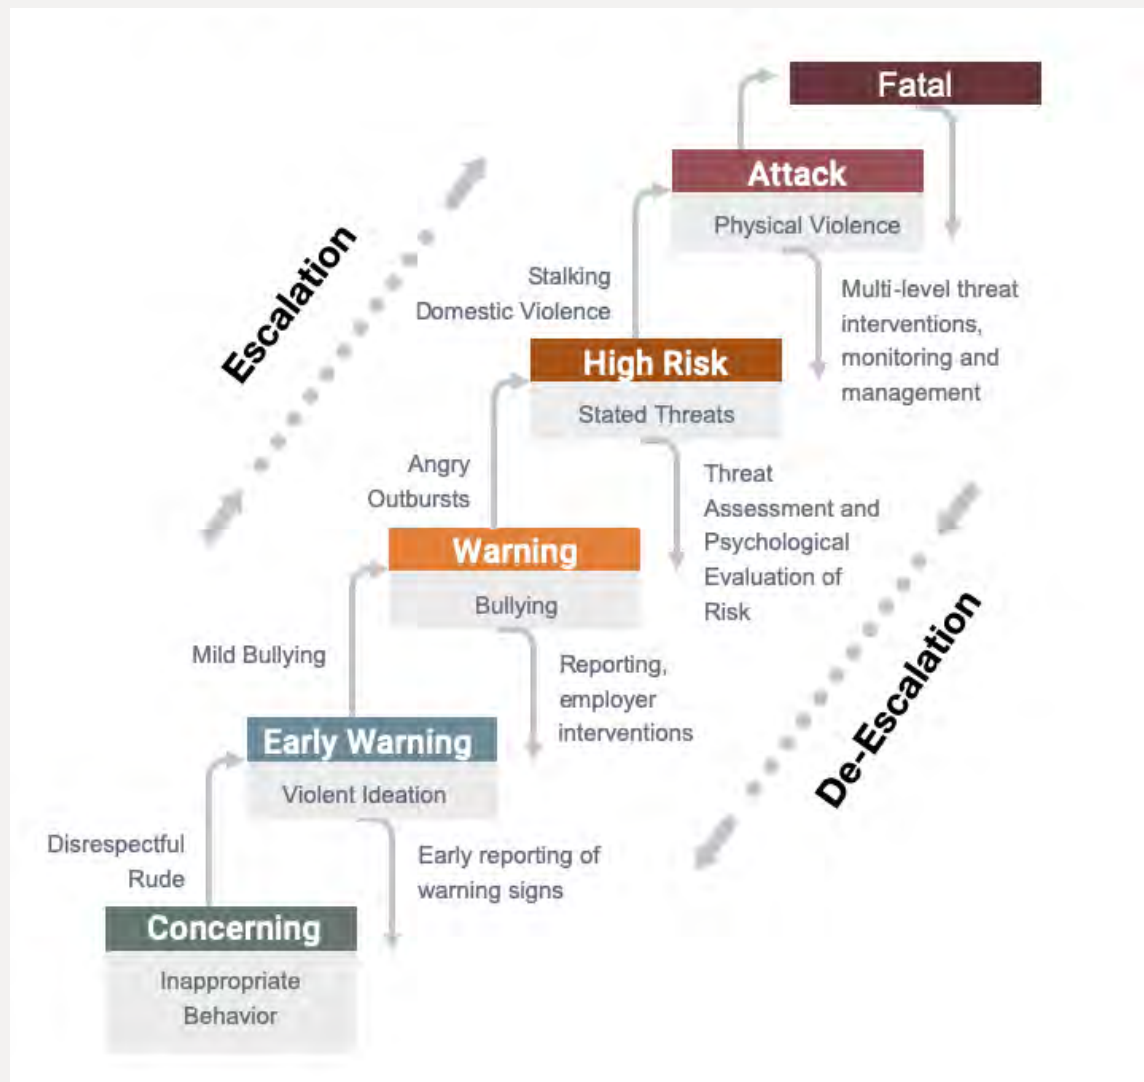 Fatal
Attack
Physical Violence
Escalation
Stalking
Domestic Violence
Multi-level threat
interventions,
monitoring and
management
High Risk
Stated Threats
Angry
Outbursts
Threat
Assessment and
Psychological
Evaluation of
Risk
Warning
Bullying
De-Escalation
Mild Bullying
Reporting,
employer
interventions
Early Warning
Violent Ideation
Disrespectful
Rude
Early reporting of
warning signs
Concerning
Inappropriate
Behavior